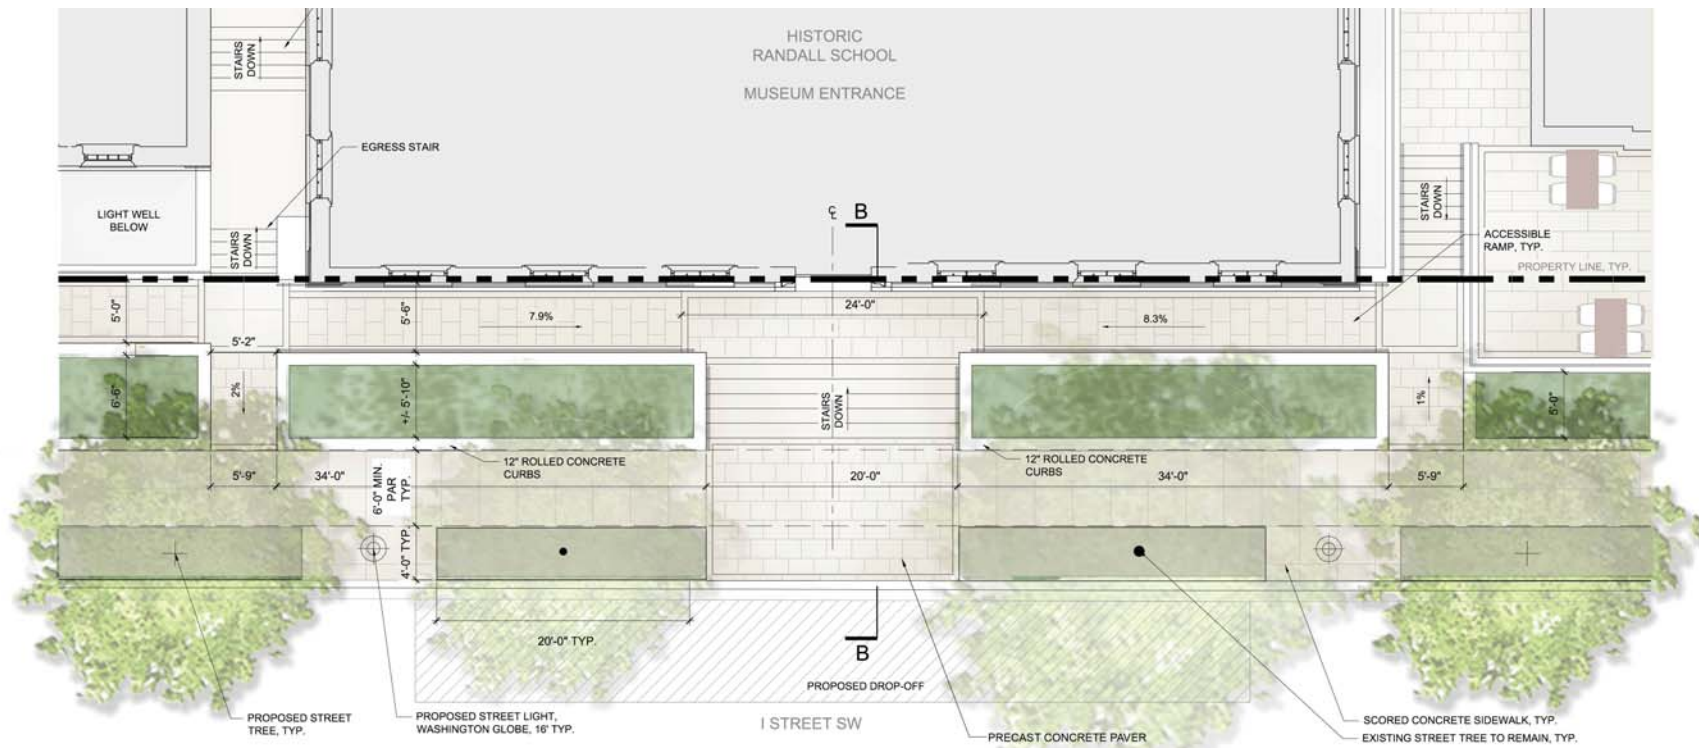 HISTORIC
RANDALL SCHOOL
MUSEUM ENTRANCE
STAIRS
DOWN
EGRESS STAIR
LIGHT WELL
BELOW
STAIRS
DOWN
℄
B
STAIRS
DOWN
ACCESSIBLE
RAMP, TYP.
PROPERTY LINE, TYP.
5'-0"
5'-6"
7.9%
24'-0"
8.3%
5'-2"
6'-6"
2%
+/- 5'-10"
STAIRS
DOWN
1%
5'-0"
12" ROLLED CONCRETE
CURBS
12" ROLLED CONCRETE
CURBS
5'-9"
34'-0"
6'-0" MIN.
PAR
TYP.
20'-0"
34'-0"
5'-9"
4'-0" TYP.
20'-0" TYP.
B
PROPOSED DROP-OFF
I STREET SW
PROPOSED STREET
TREE, TYP.
PROPOSED STREET LIGHT,
WASHINGTON GLOBE, 16' TYP.
PRECAST CONCRETE PAVER
SCORED CONCRETE SIDEWALK, TYP.
EXISTING STREET TREE TO REMAIN, TYP.